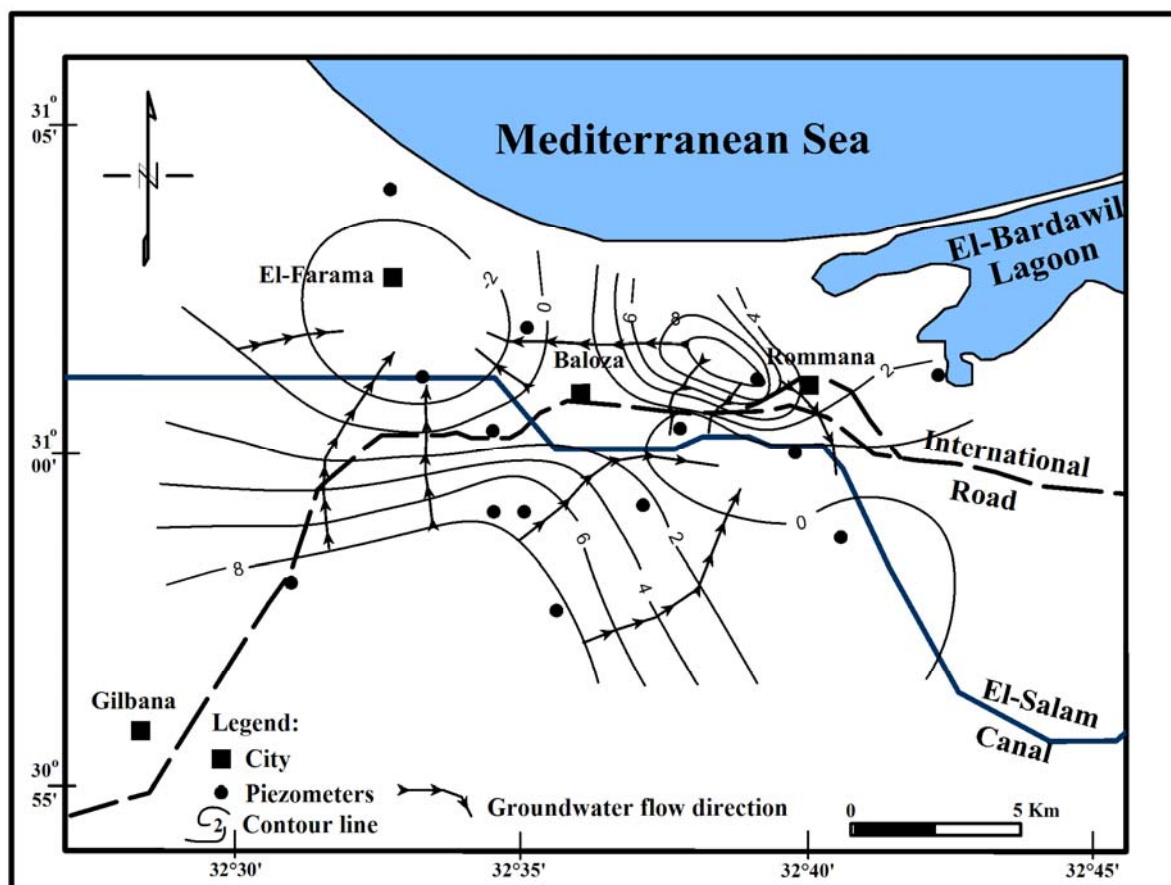 31°
05'
Mediterranean Sea
El-Bardawil
Lagoon
N
El-Farama
-2
0
6
8
4
Baloza
Rommana
2
31°
00'
International
Road
0
8
6
4
2
Gilbana
El-Salam
Canal
Legend:
City
Piezometers
Groundwater flow direction
2 Contour line
0 5 Km
30°
55'
32°30' 32°35' 32°40' 32°45'